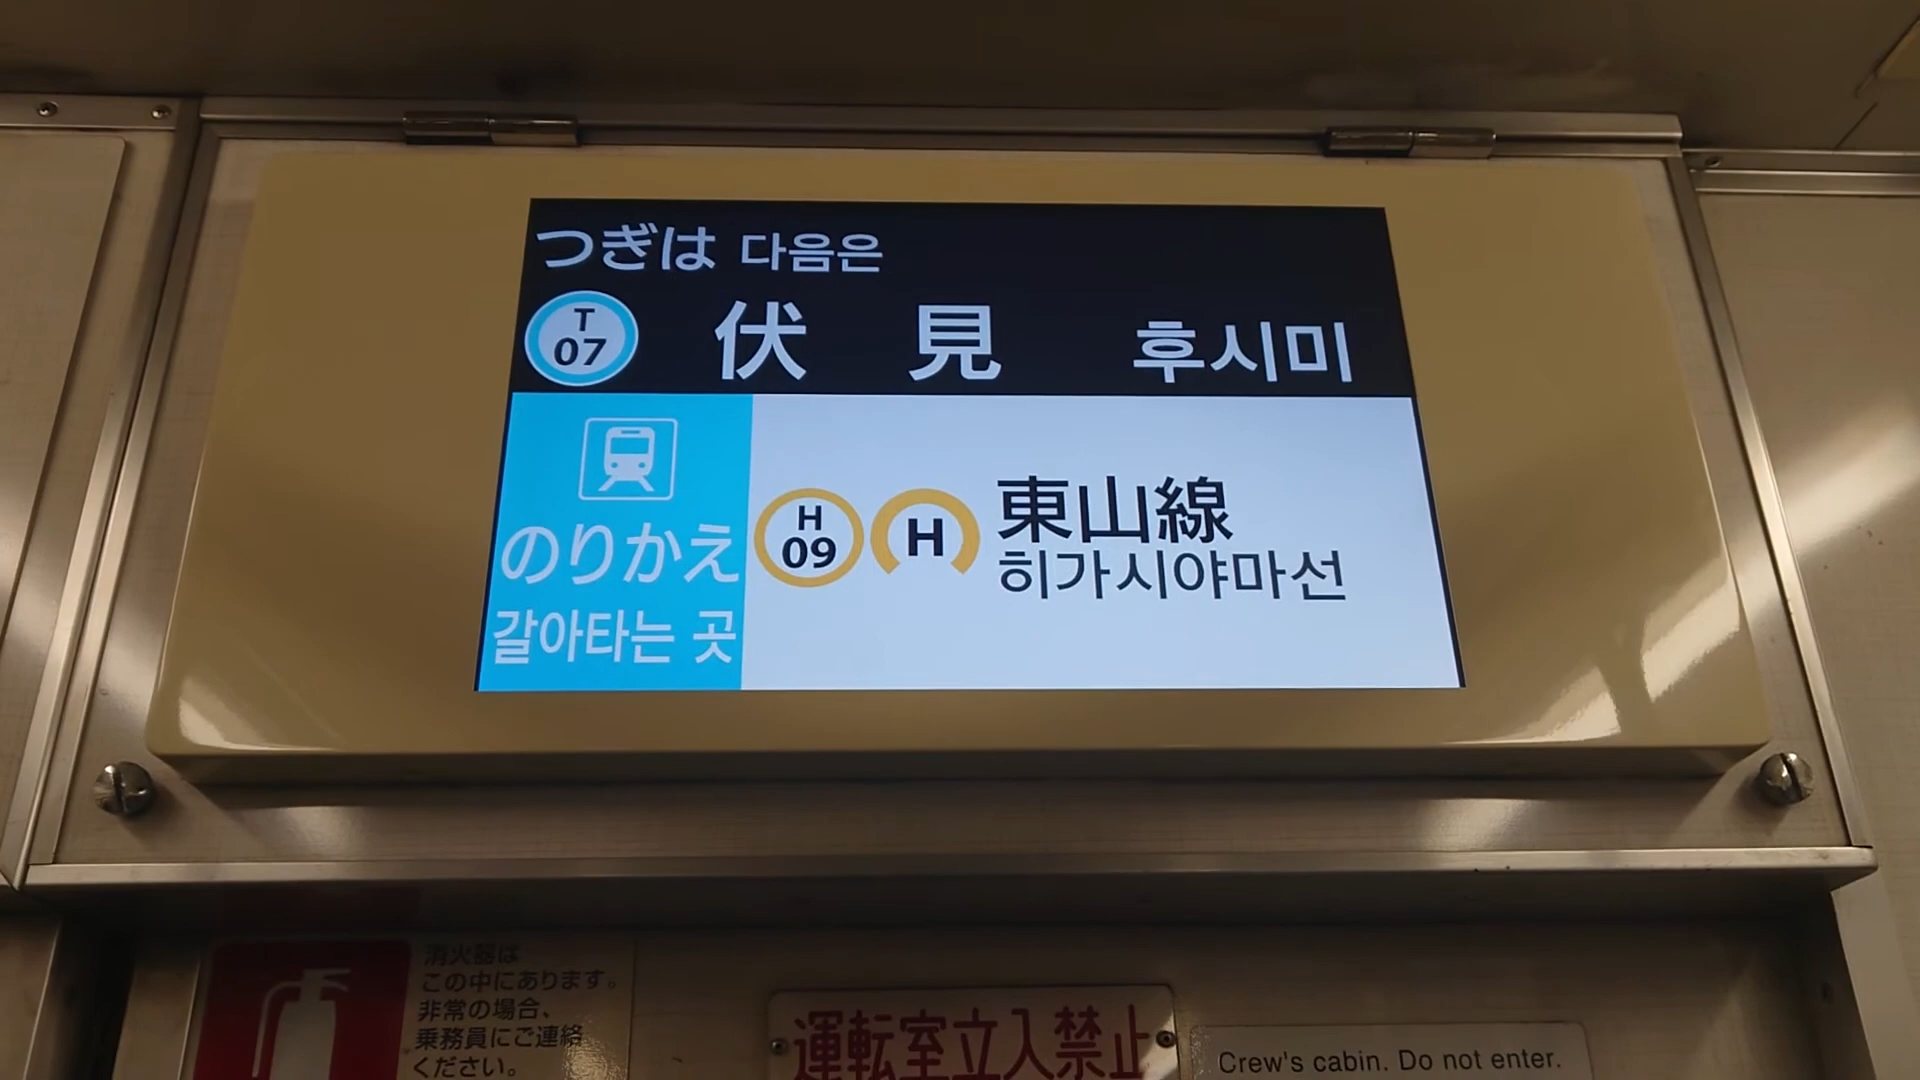 つぎは 다음은
T 07 伏見 후시미
のりかえ
갈아타는 곳
H 09 H 東山線
히가시야마선
消火器は
この中にあります。
非常の場合、
乗務員にご連絡
ください。
運転室立入禁止
Crew's cabin. Do not enter.